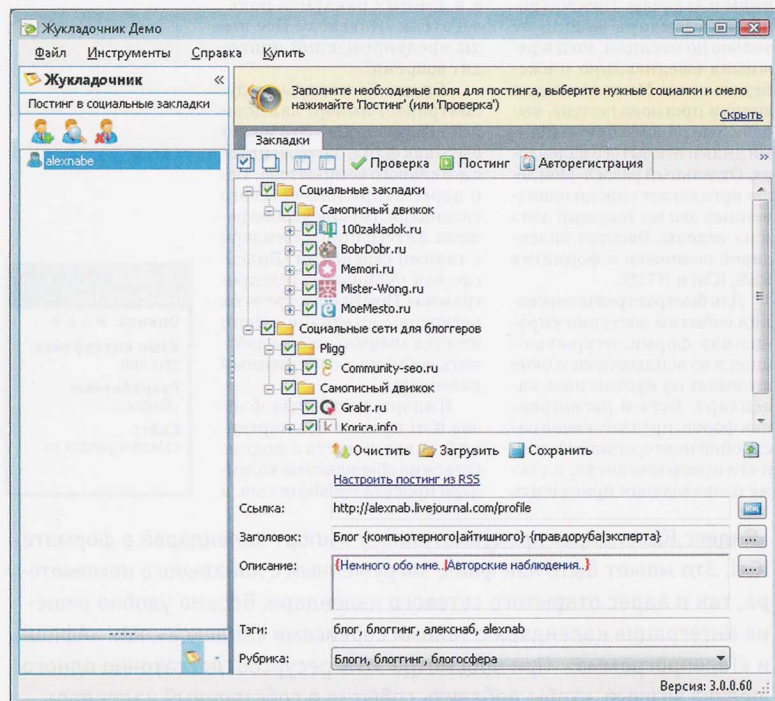 Жукладочник Демо
Файл Инструменты Справка Купить
Жукладочник «
Постинг в социальные закладки
alexnabe
Заполните необходиные поля для постинга, выберите нужные социалки и смело
нажимайте 'Постинг' (или 'Проверка')
Скрыть
Закладки
Проверка Постинг Авторегистрация »
Социальные закладки
Самописный движок
100zakladok.ru
BobrDobr.ru
Memori.ru
Mister-Wong
MoeMesto.ru
Социальные сети для блоггеров
Pligg
Community-seo.ru
Самописный движок
Grabr.ru
Korica.info
Очистить Загрузить Сохранить
Настроить постинг из RSS
Ссылка: http://alexnab.livejournal.com/profile
Заголовок: Блог {компьютерного|айтишного} {правдоруба|эксперта} ...
Описание: {Немного обо мне..|Авторские наблюдения..} ...
Тэги: блог, блоггинг, алекснаб, alexnab
Рубрика: Блоги, блоггинг, блогосфера
Версия: 3.0.0.60